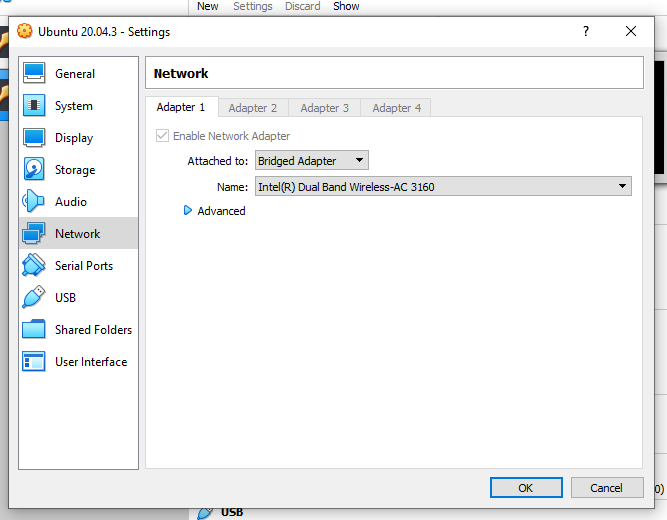 New Settings Discard Show
Ubuntu 20.04.3 - Settings ?
General
System
Display
Storage
Audio
Network
Serial Ports
USB
Shared Folders
User Interface
Network
Adapter 1 Adapter 2 Adapter 3 Adapter 4
Enable Network Adapter
Attached to: Bridged Adapter
Name: Intel(R) Dual Band Wireless-AC 3160
Advanced
OK Cancel
0)
USB